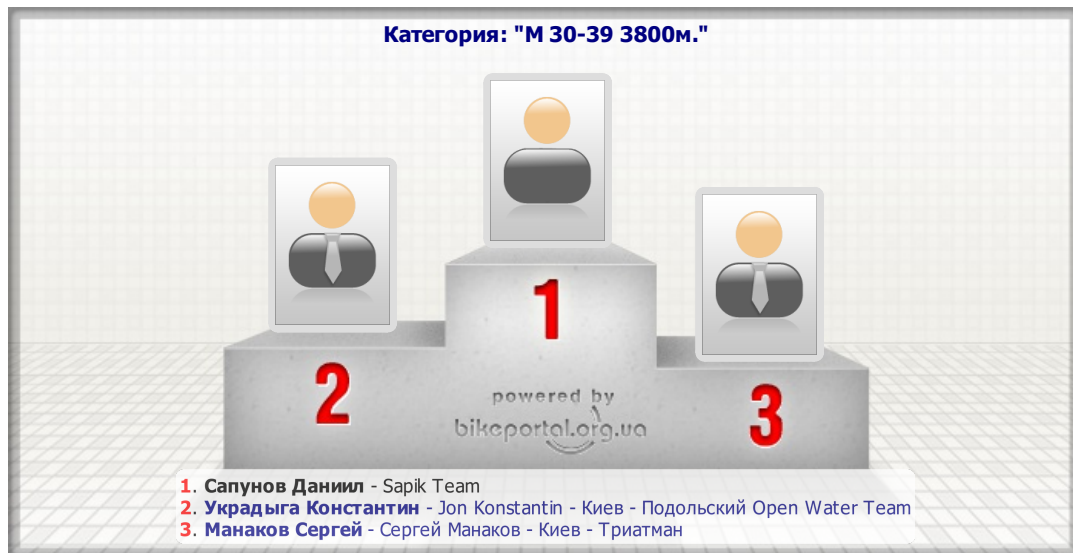 Категория: "М 30-39 3800м."
1
2
3
powered by
bikeportal.org.ua
1. Сапунов Даниил - Sapik Team
2. Украдыга Константин - Jon Konstantin - Киев - Подольский Open Water Team
3. Манаков Сергей - Сергей Манаков - Киев - Триатман